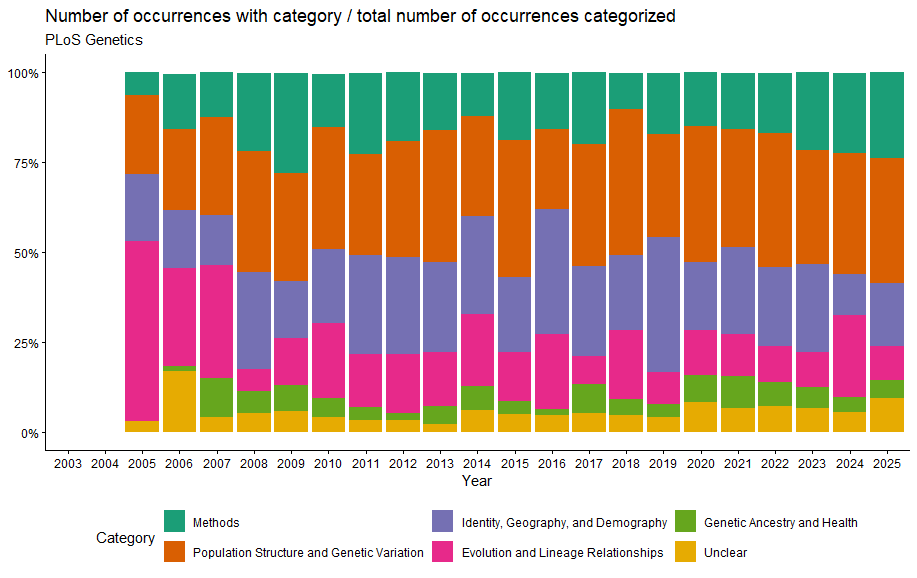 Number of occurrences with category / total number of occurrences categorized
PLoS Genetics
100%
75%
50%
25%
0%
2003 2004 2005 2006 2007 2008 2009 2010 2011 2012 2013 2014 2015 2016 2017 2018 2019 2020 2021 2022 2023 2024 2025
Year
Category
Methods
Population Structure and Genetic Variation
Identity, Geography, and Demography
Evolution and Lineage Relationships
Genetic Ancestry and Health
Unclear